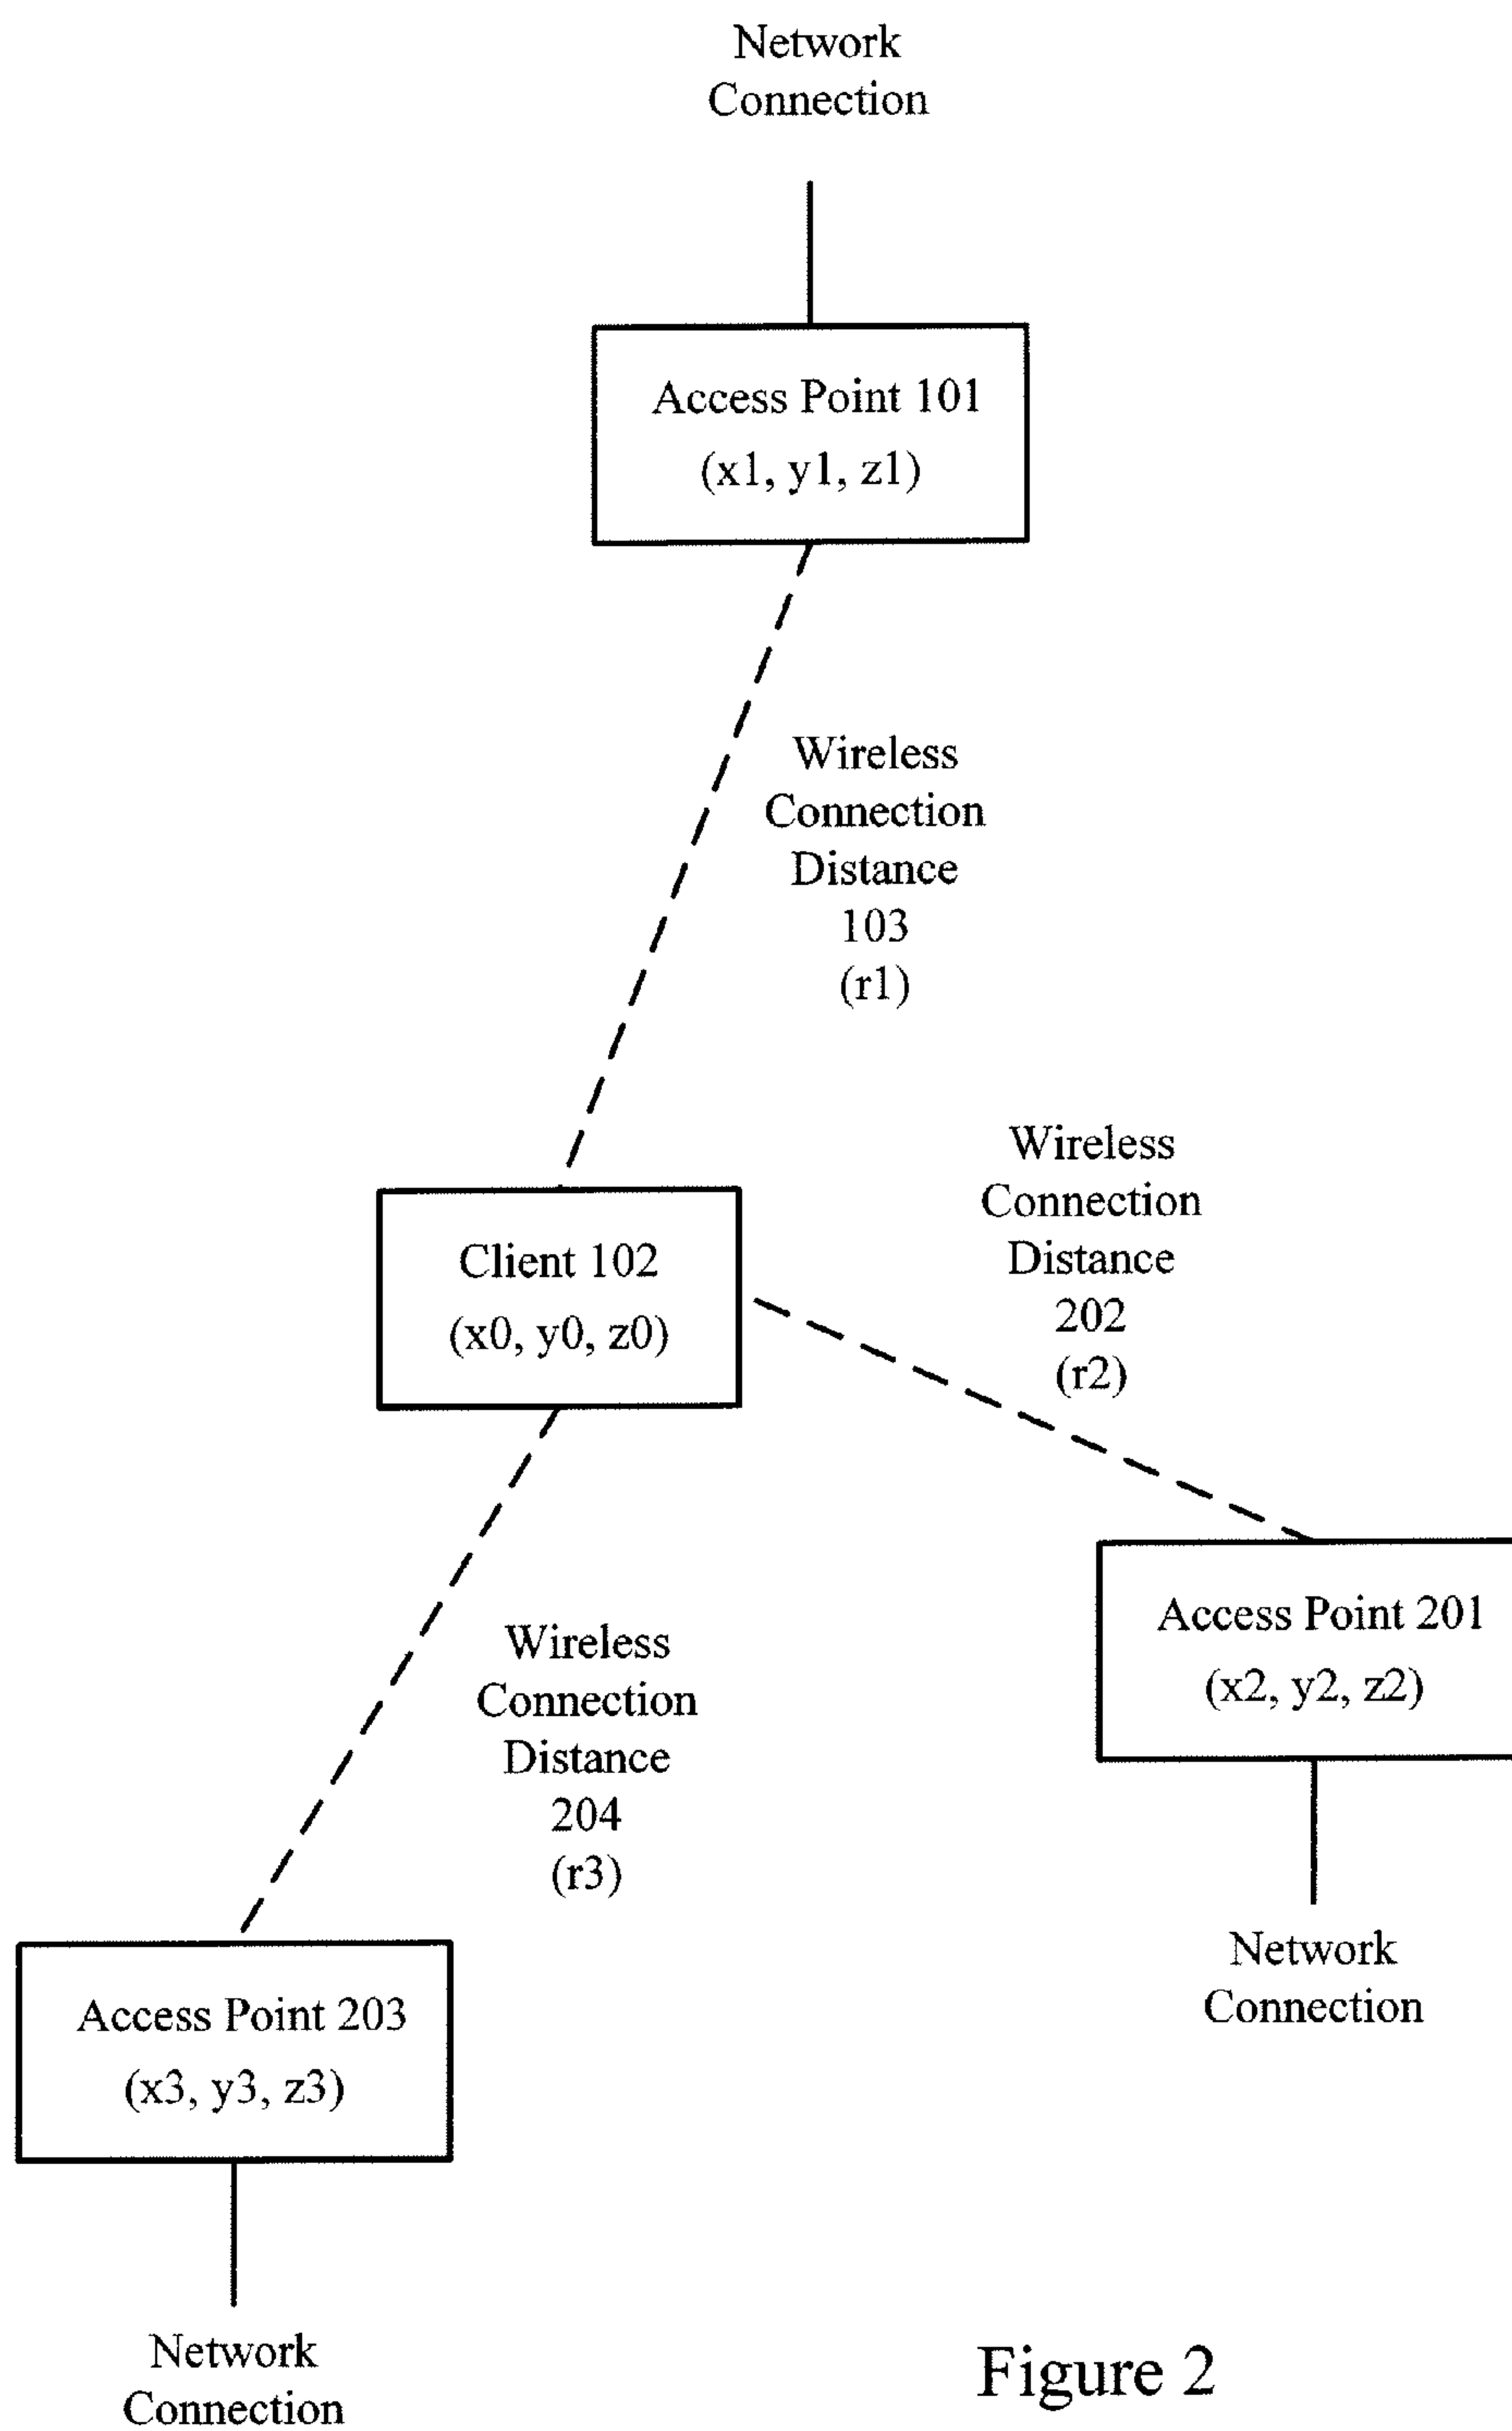 Network
Connection
Access Point 101
(x1, y1, z1)
Wireless
Connection
Distance
103
(r1)
Wireless
Connection
Distance
202
(r2)
Client 102
(x0, y0, z0)
Wireless
Connection
Distance
204
(r3)
Access Point 201
(x2, y2, z2)
Network
Connection
Access Point 203
(x3, y3, z3)
Network
Connection
Figure 2